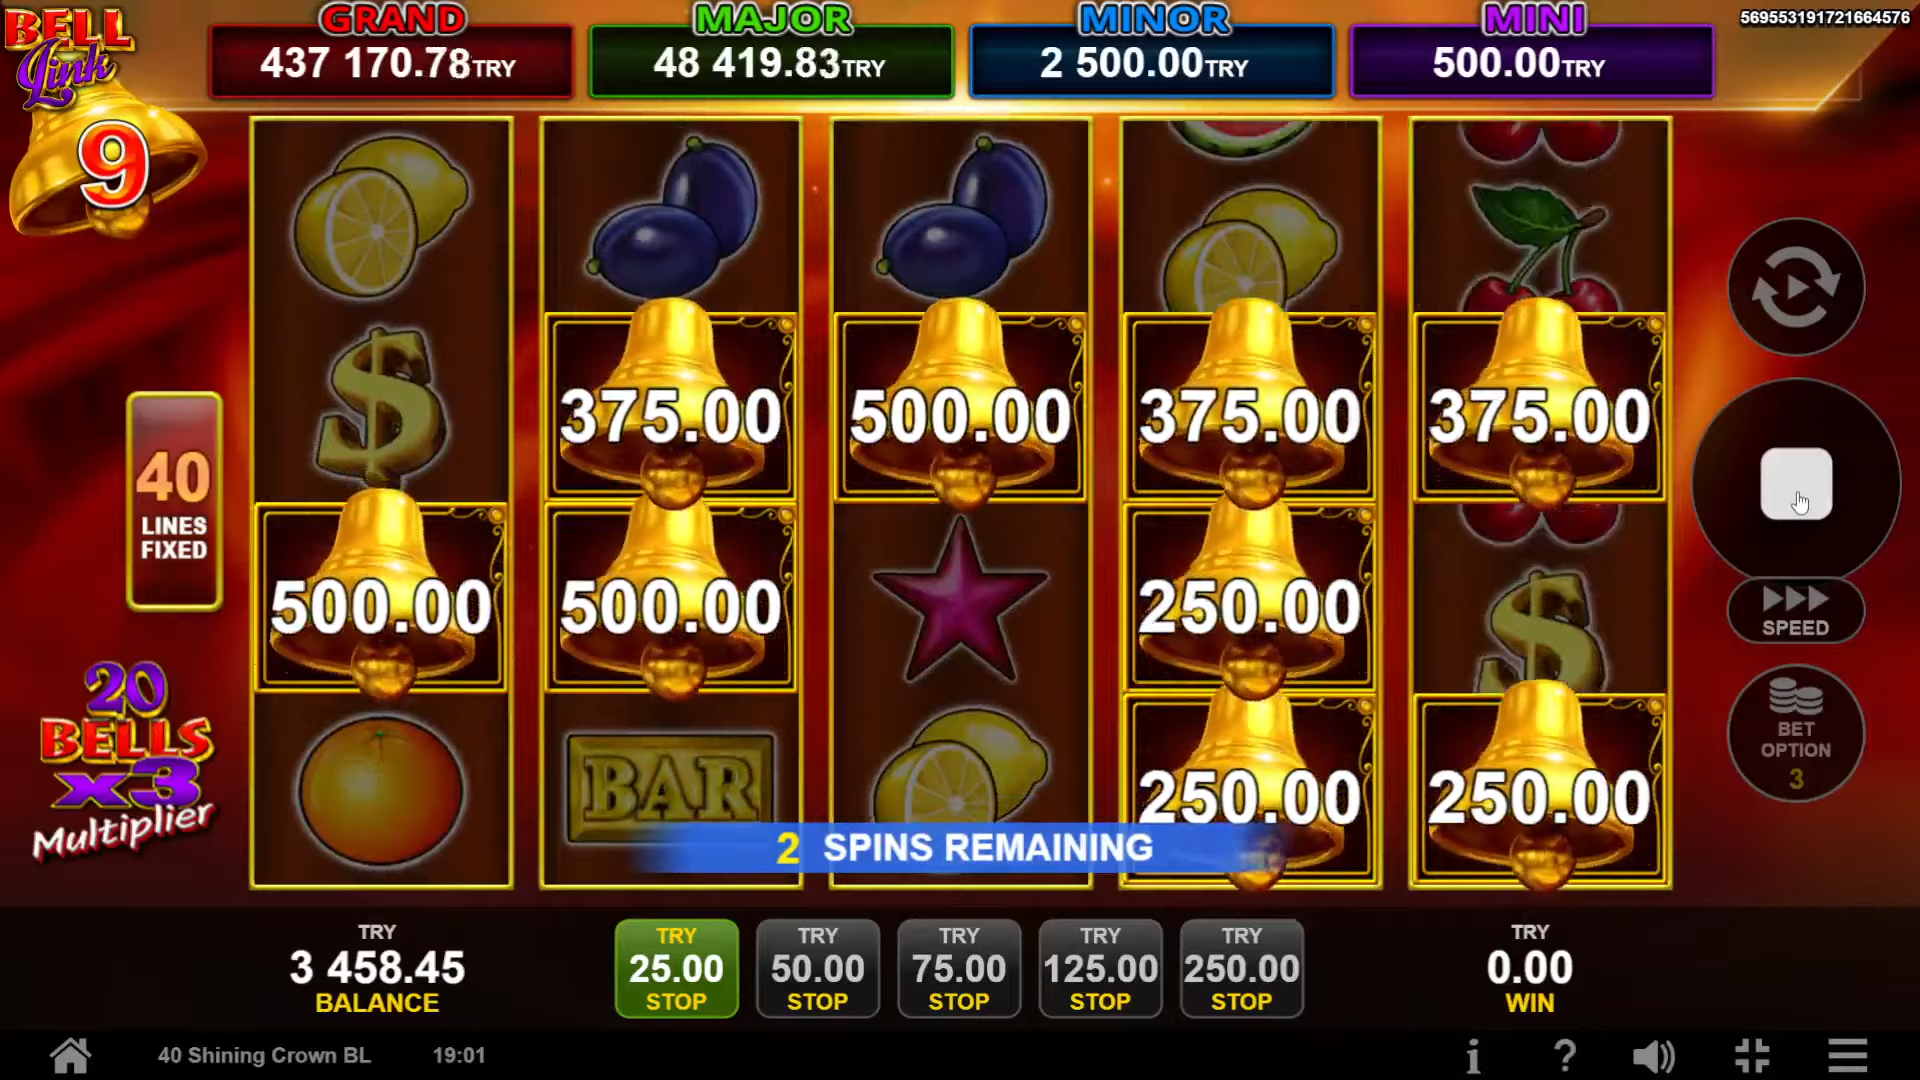 BELL
Link
9
GRAND
437 170.78TRY
MAJOR
48 419.83TRY
MINOR
2 500.00TRY
MINI
500.00TRY
569553191721664576
375.00
500.00
375.00
375.00
40
LINES
FIXED
500.00
500.00
250.00
SPEED
20
BELLS
x3
Multiplier
BAR
250.00
250.00
BET
OPTION
3
2 SPINS REMAINING
TRY
3 458.45
BALANCE
TRY
25.00
STOP
TRY
50.00
STOP
TRY
75.00
STOP
TRY
125.00
STOP
TRY
250.00
STOP
TRY
0.00
WIN
40 Shining Crown BL
19:01